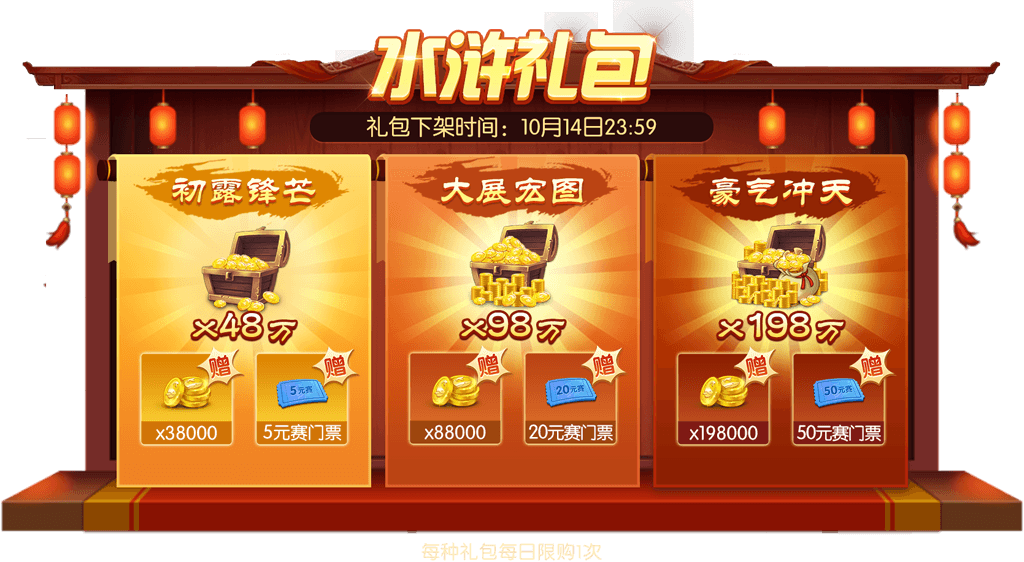 水浒礼包
礼包下架时间：10月14日23:59
初露锋芒
大展宏图
豪气冲天
x48万
x98万
x198万
赠
赠
赠
赠
赠
赠
5元赛
20元赛
50元赛
x38000
5元赛门票
x88000
20元赛门票
x198000
50元赛门票
每种礼包每日限购1次